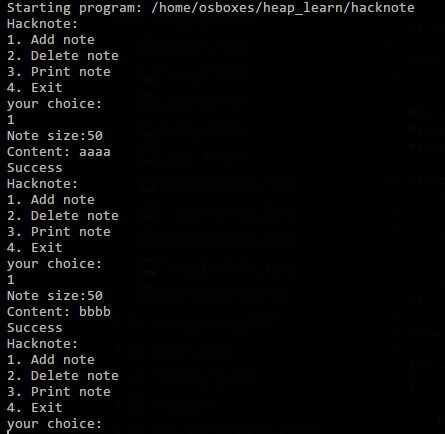 Starting program: /home/osboxes/heap_learn/hacknote
Hacknote:
1. Add note
2. Delete note
3. Print note
4. Exit
your choice:
1
Note size:50
Content: aaaa
Success
Hacknote:
1. Add note
2. Delete note
3. Print note
4. Exit
your choice:
1
Note size:50
Content: bbbb
Success
Hacknote:
1. Add note
2. Delete note
3. Print note
4. Exit
your choice: